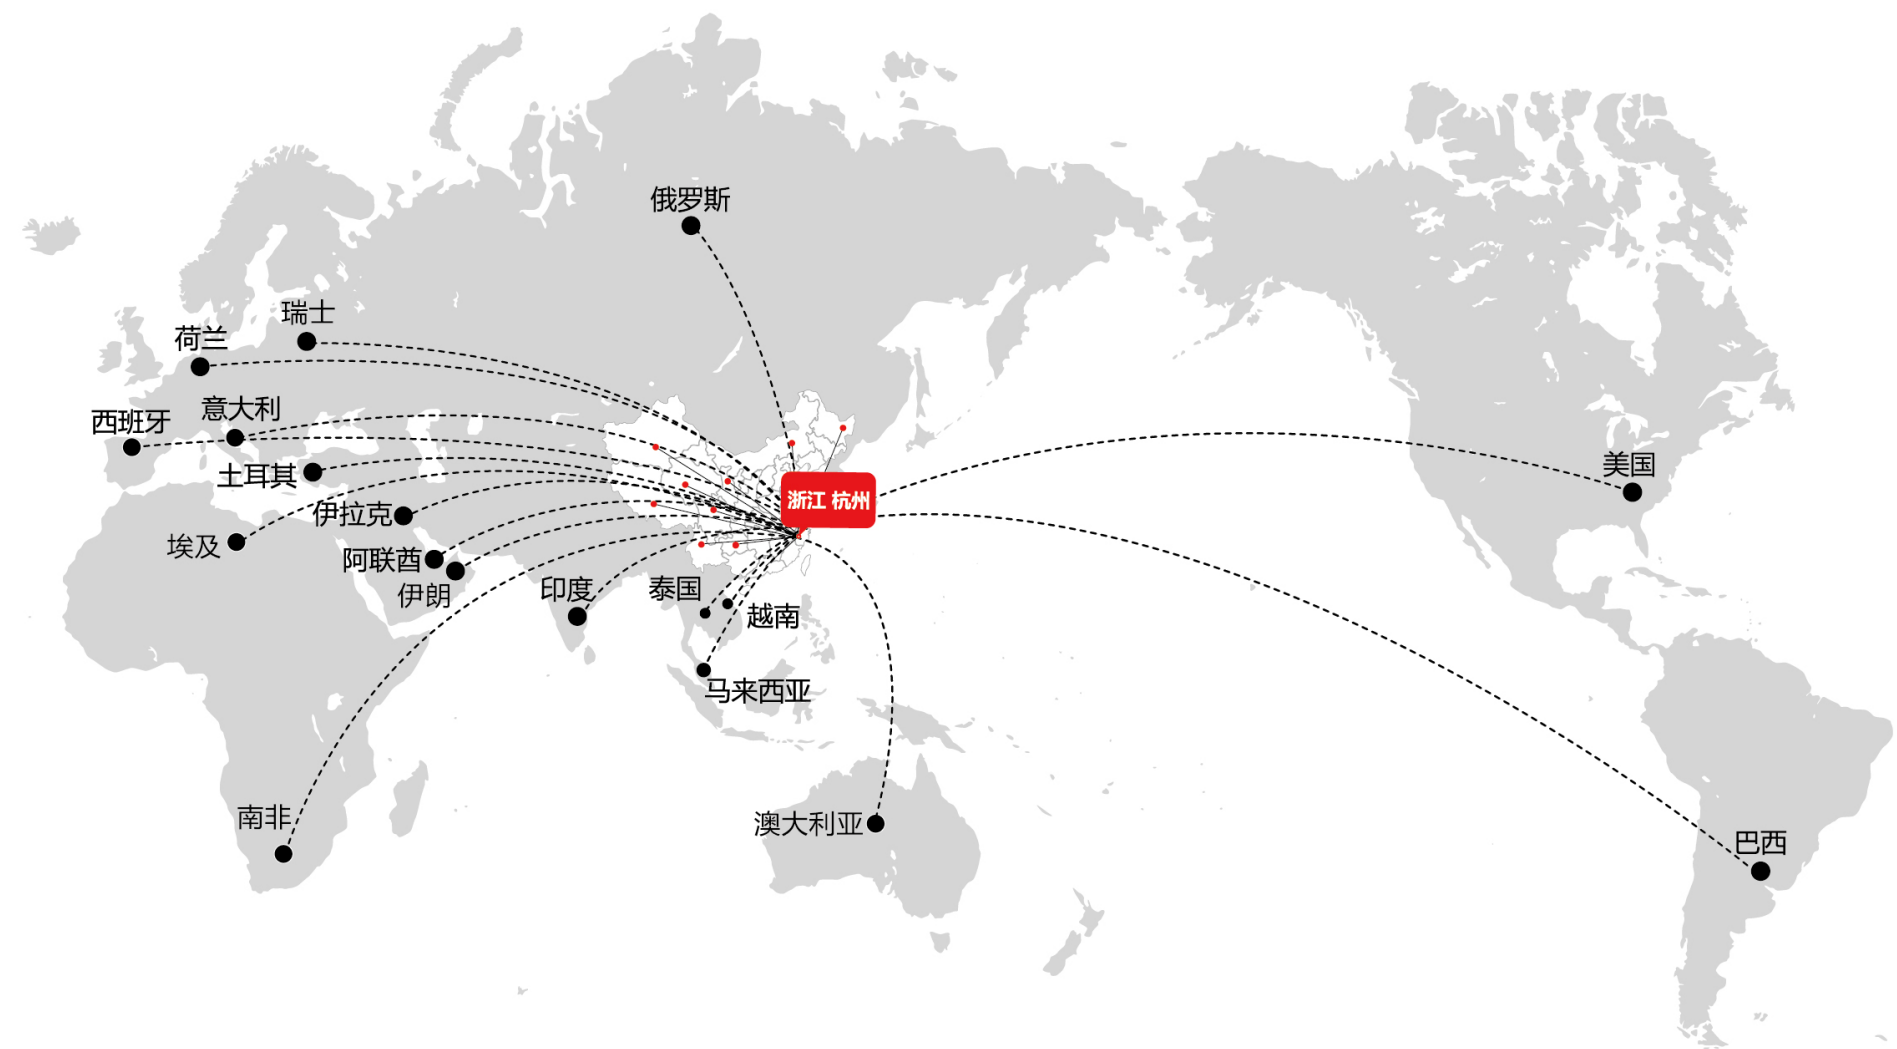 俄罗斯
瑞士
荷兰
西班牙
意大利
土耳其
美国
浙江 杭州
伊拉克
埃及
阿联酋
伊朗
印度
泰国
越南
马来西亚
南非
澳大利亚
巴西